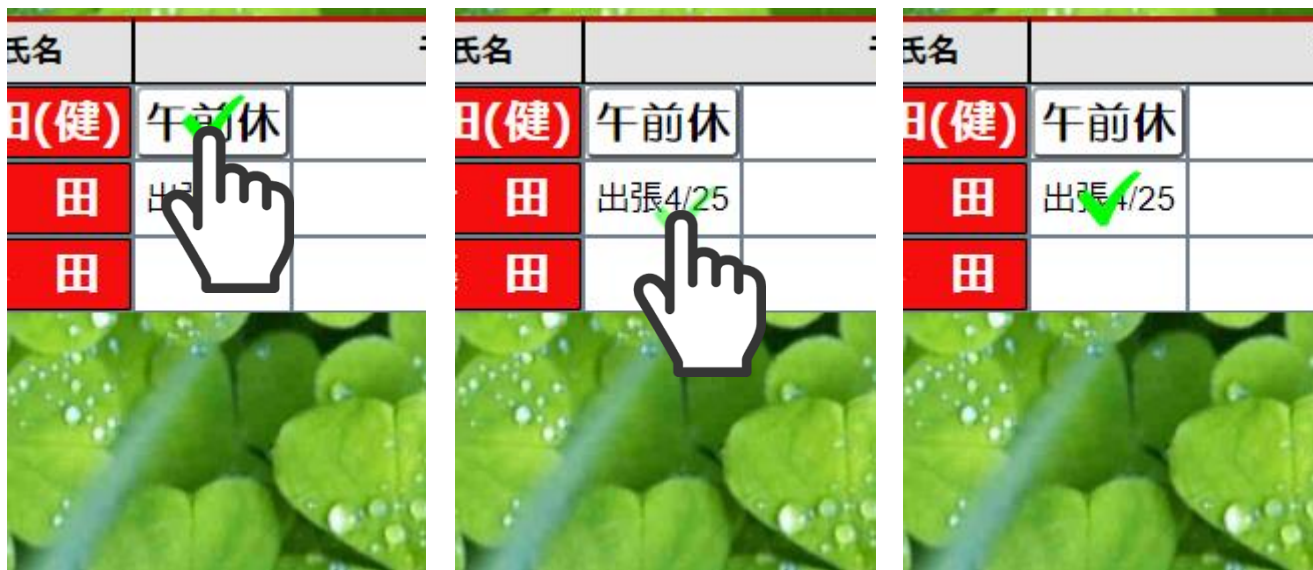 氏名
田(健) 午前休
田 出
田
氏名
田(健) 午前休
田 出張4/25
田
氏名
田(健) 午前休
田 出張4/25
田